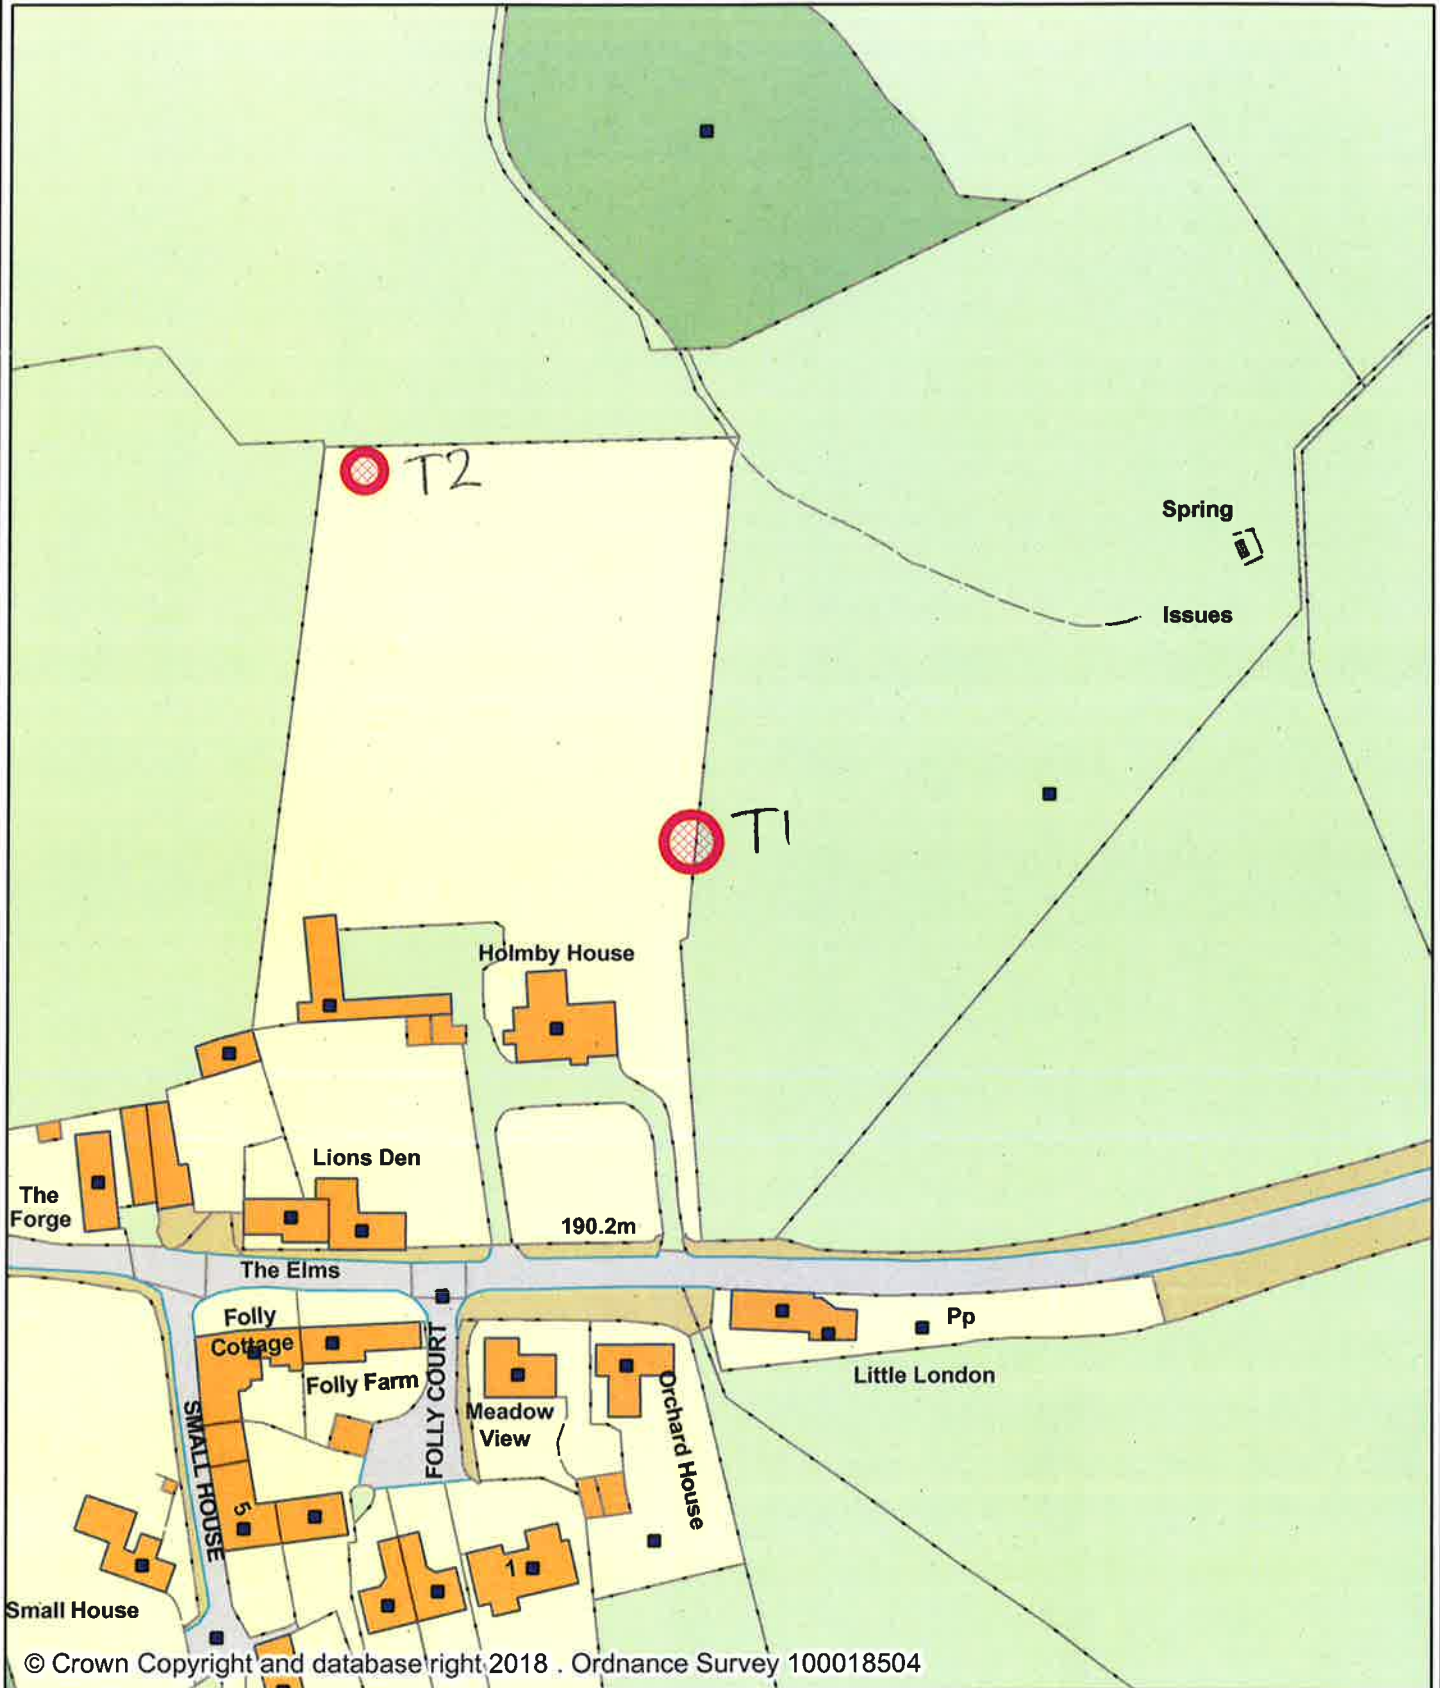 T2
Spring
Issues
T1
Holmby House
Lions Den
The
Forge
190.2m
The Elms
Folly
Cottage
Pp
Folly Farm
FOLLY COURT
Little London
Meadow
View
Orchard House
SMALL HOUSE
5
1
Small House
© Crown Copyright and database right 2018 . Ordnance Survey 100018504